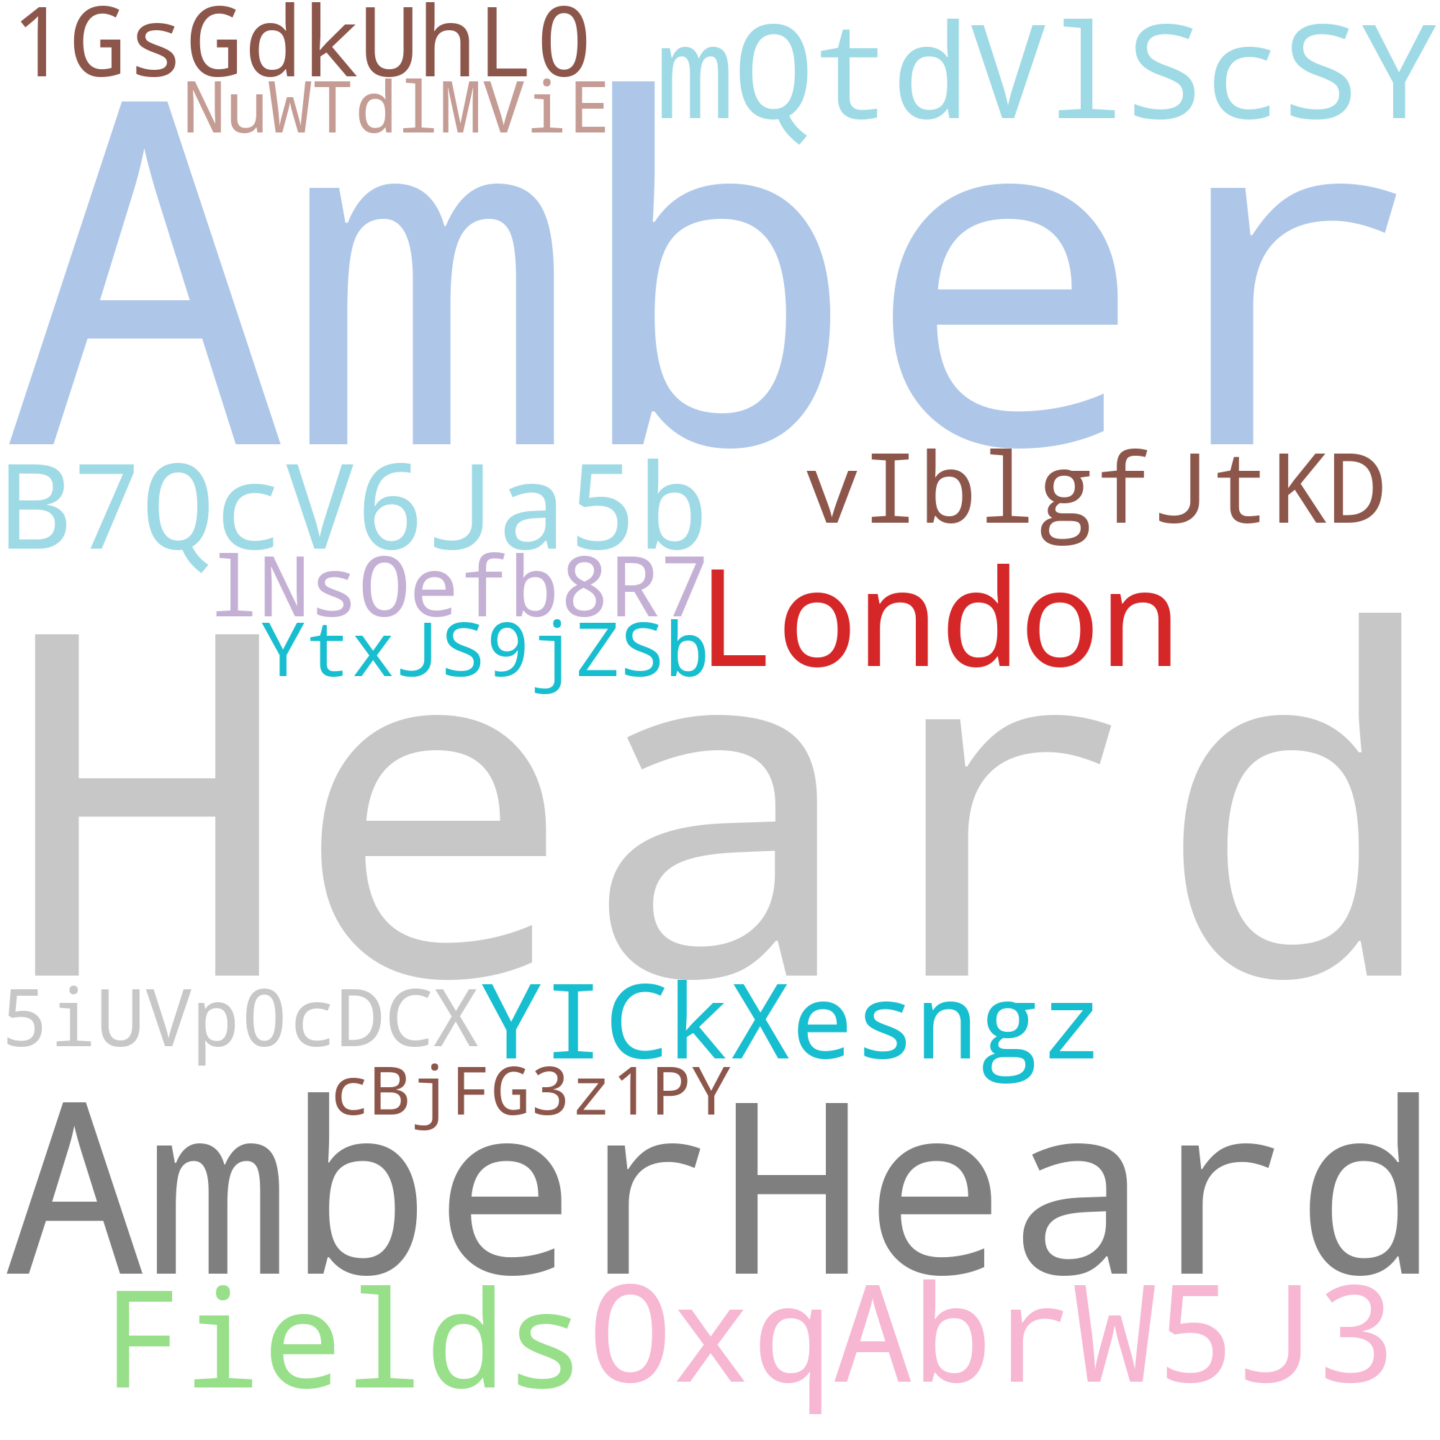 1GsGdkUhL0
mQtdVlScSY
NuWTdlMViE
Amber
B7QcV6Ja5b
vIblgfJtKD
lNsOefb8R7
London
YtxJS9jZSb
Heard
5iUVp0cDCX
YICkXesngz
cBjFG3z1PY
AmberHeard
Fields
OxqAbrW5J3